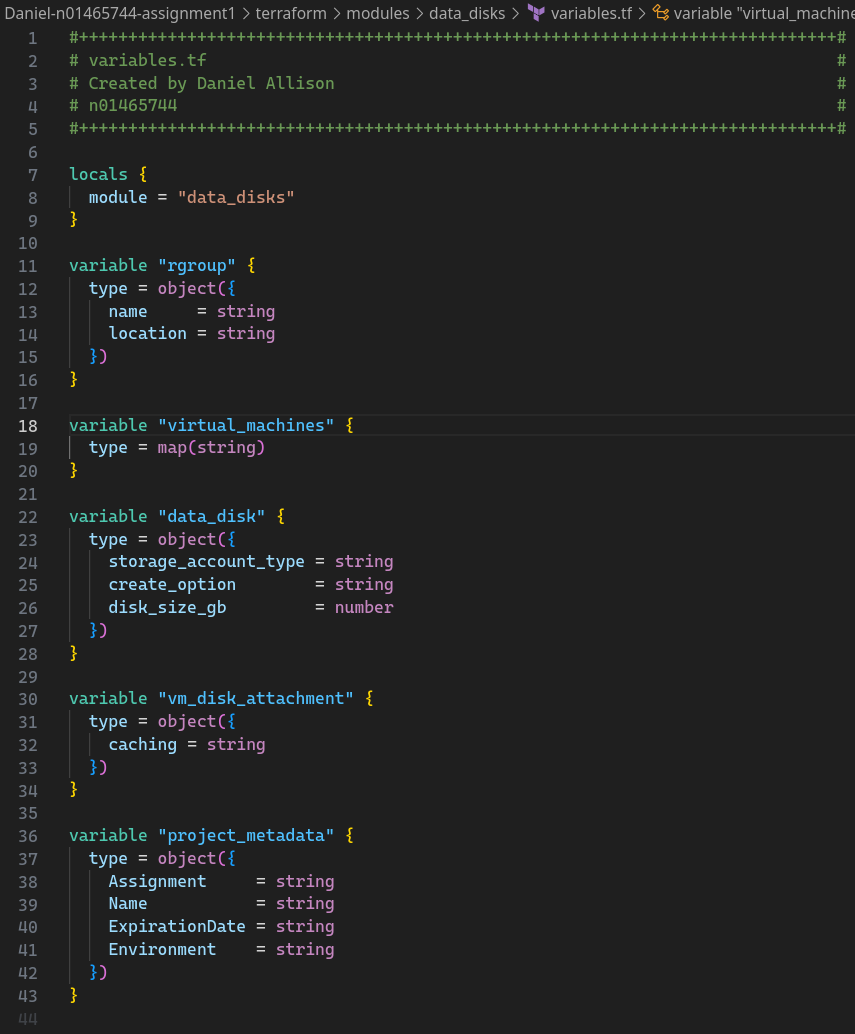 Daniel-n01465744-assignment1 > terraform > modules > data_disks > variables.tf > variable "virtual_machine
1 #+++++++++++++++++++++++++++++++++++++++++++++++++++++++++++++++++++++++++++++#
2 # variables.tf #
3 # Created by Daniel Allison #
4 # n01465744 #
5 #+++++++++++++++++++++++++++++++++++++++++++++++++++++++++++++++++++++++++++++#
6
7 locals {
8   module = "data_disks"
9 }
10
11 variable "rgroup" {
12   type = object({
13     name     = string
14     location = string
15   })
16 }
17
18 variable "virtual_machines" {
19   type = map(string)
20 }
21
22 variable "data_disk" {
23   type = object({
24     storage_account_type = string
25     create_option        = string
26     disk_size_gb         = number
27   })
28 }
29
30 variable "vm_disk_attachment" {
31   type = object({
32     caching = string
33   })
34 }
35
36 variable "project_metadata" {
37   type = object({
38     Assignment     = string
39     Name           = string
40     ExpirationDate = string
41     Environment    = string
42   })
43 }
44